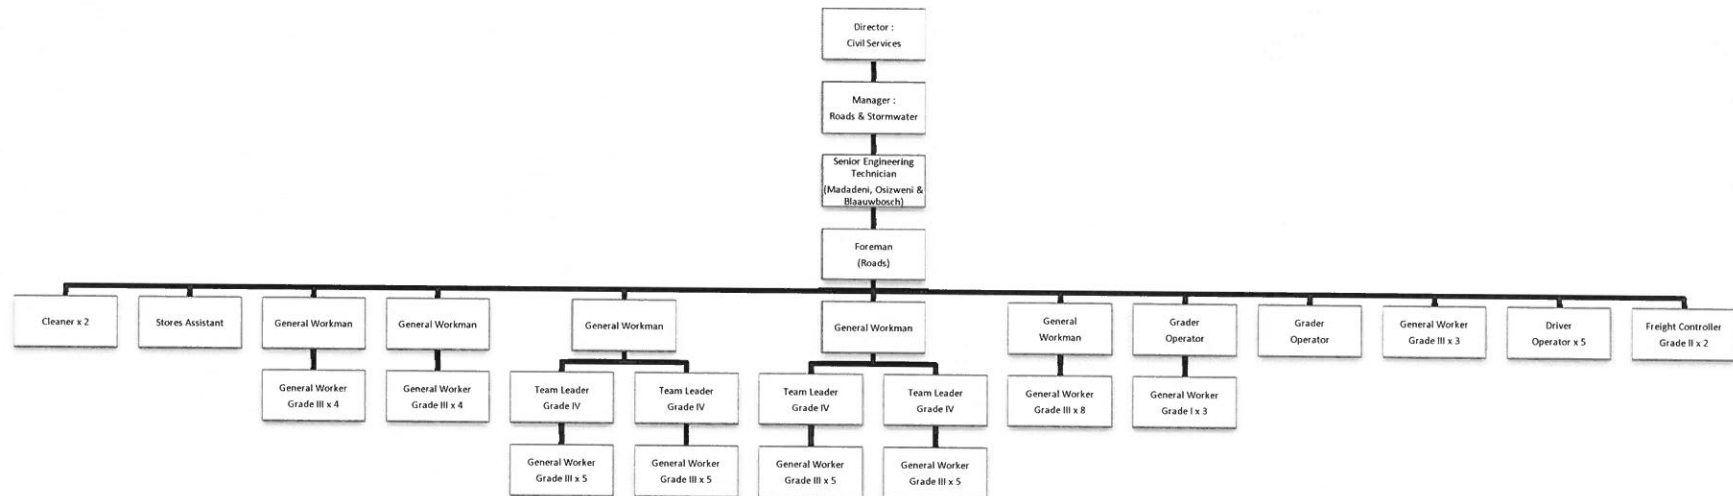 Director :
Civil Services
Manager :
Roads & Stormwater
Senior Engineering
Technician
(Madadeni, Osizweni &
Blaauwbosch)
Foreman
(Roads)
Cleaner x 2
Stores Assistant
General Workman
General Workman
General Workman
General Workman
General
Workman
Grader
Operator
Grader
Operator
General Worker
Grade III x 3
Driver
Operator x 5
Freight Controller
Grade II x 2
General Worker
Grade III x 4
General Worker
Grade III x 4
Team Leader
Grade IV
Team Leader
Grade IV
Team Leader
Grade IV
Team Leader
Grade IV
General Worker
Grade III x 8
General Worker
Grade I x 3
General Worker
Grade III x 5
General Worker
Grade III x 5
General Worker
Grade III x 5
General Worker
Grade III x 5